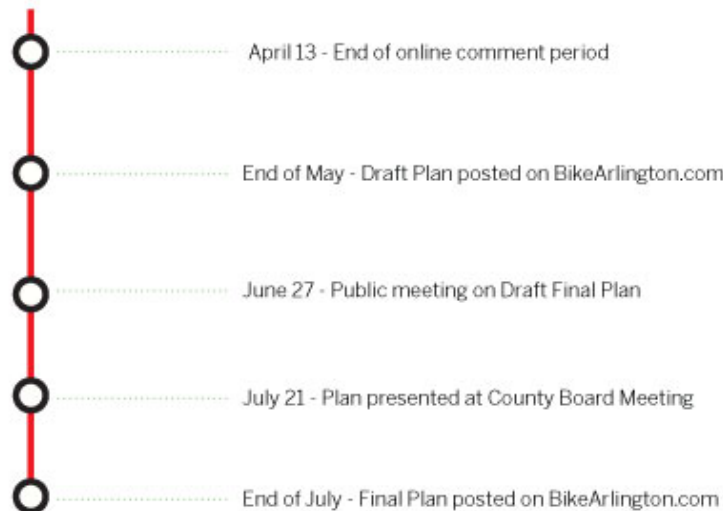 April 13 - End of online comment period
End of May - Draft Plan posted on BikeArlington.com
June 27 - Public meeting on Draft Final Plan
July 21 - Plan presented at County Board Meeting
End of July - Final Plan posted on BikeArlington.com